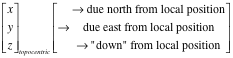 x → due north from local position
y → due east from local position
z topocentric → "down" from local position